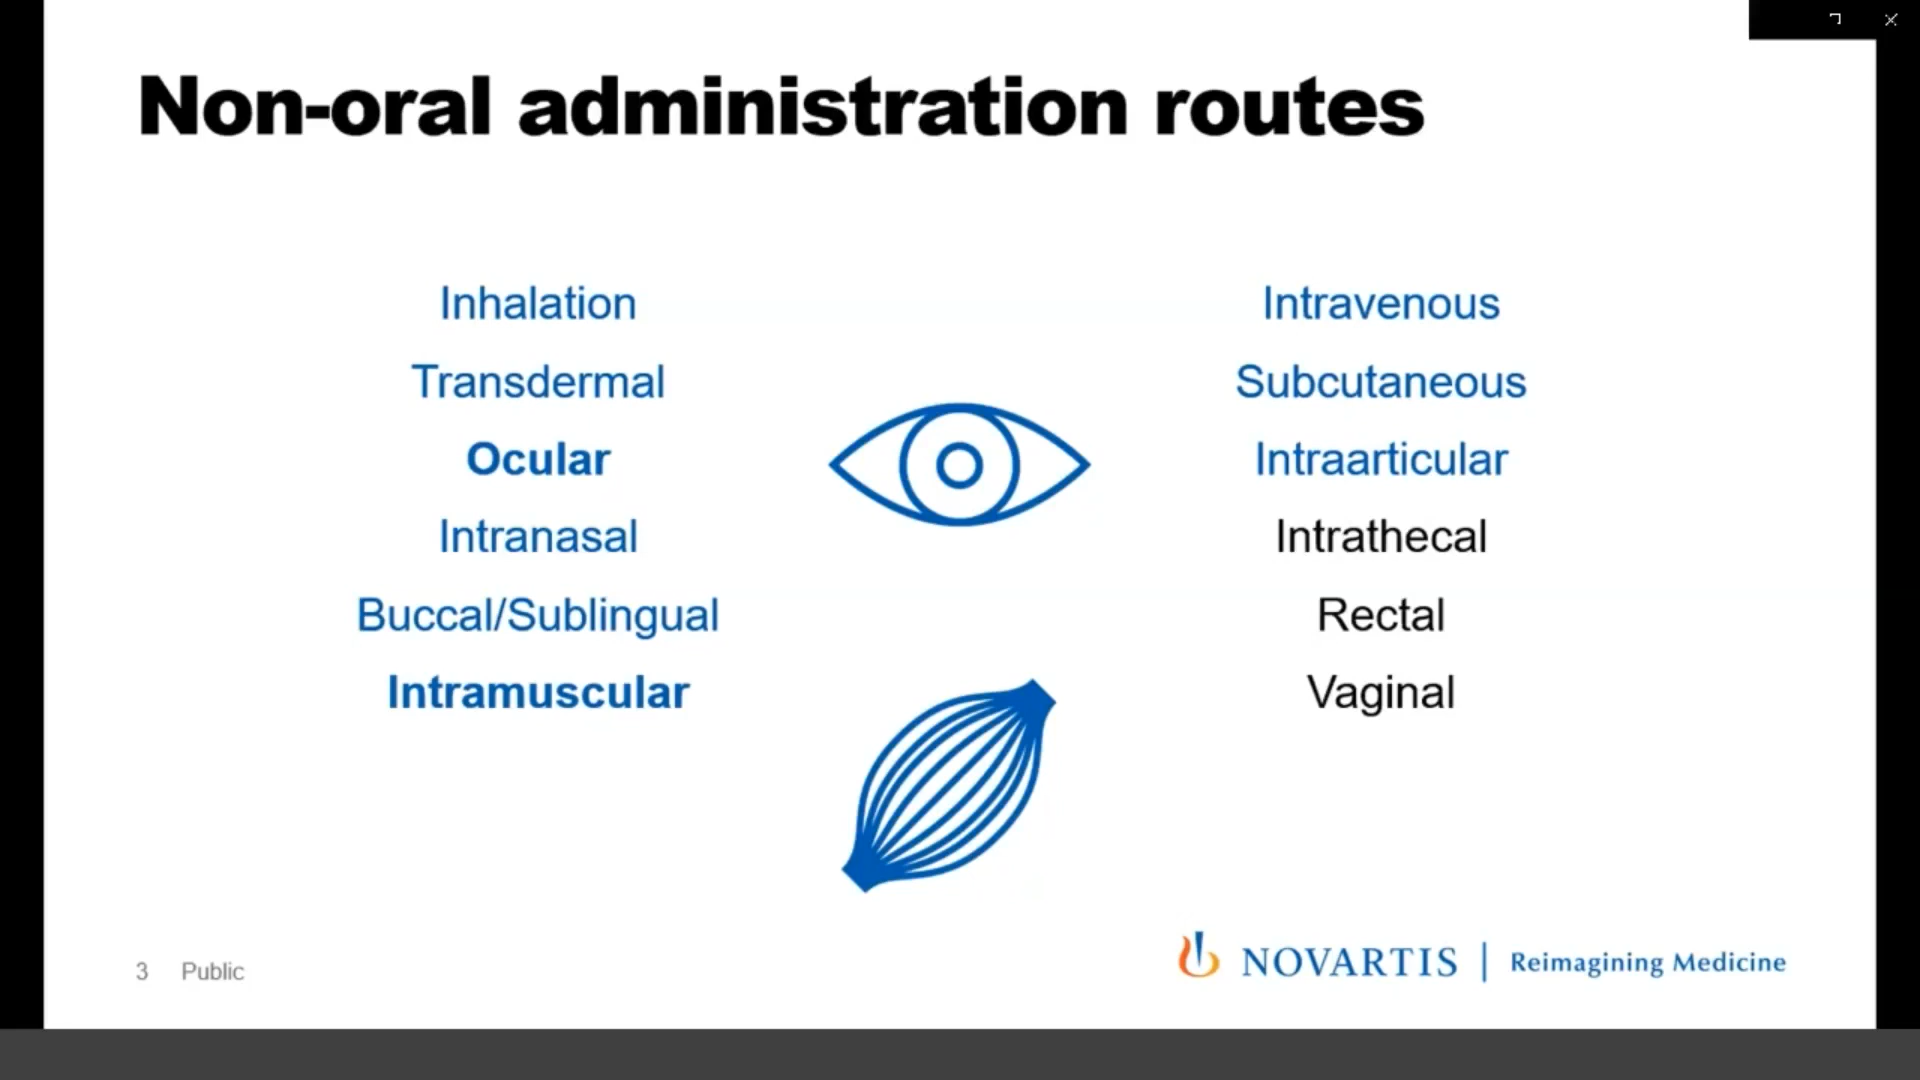 Non-oral administration routes
Inhalation
Transdermal
Ocular
Intranasal
Buccal/Sublingual
Intramuscular
Intravenous
Subcutaneous
Intraarticular
Intrathecal
Rectal
Vaginal
3 Public
NOVARTIS | Reimagining Medicine